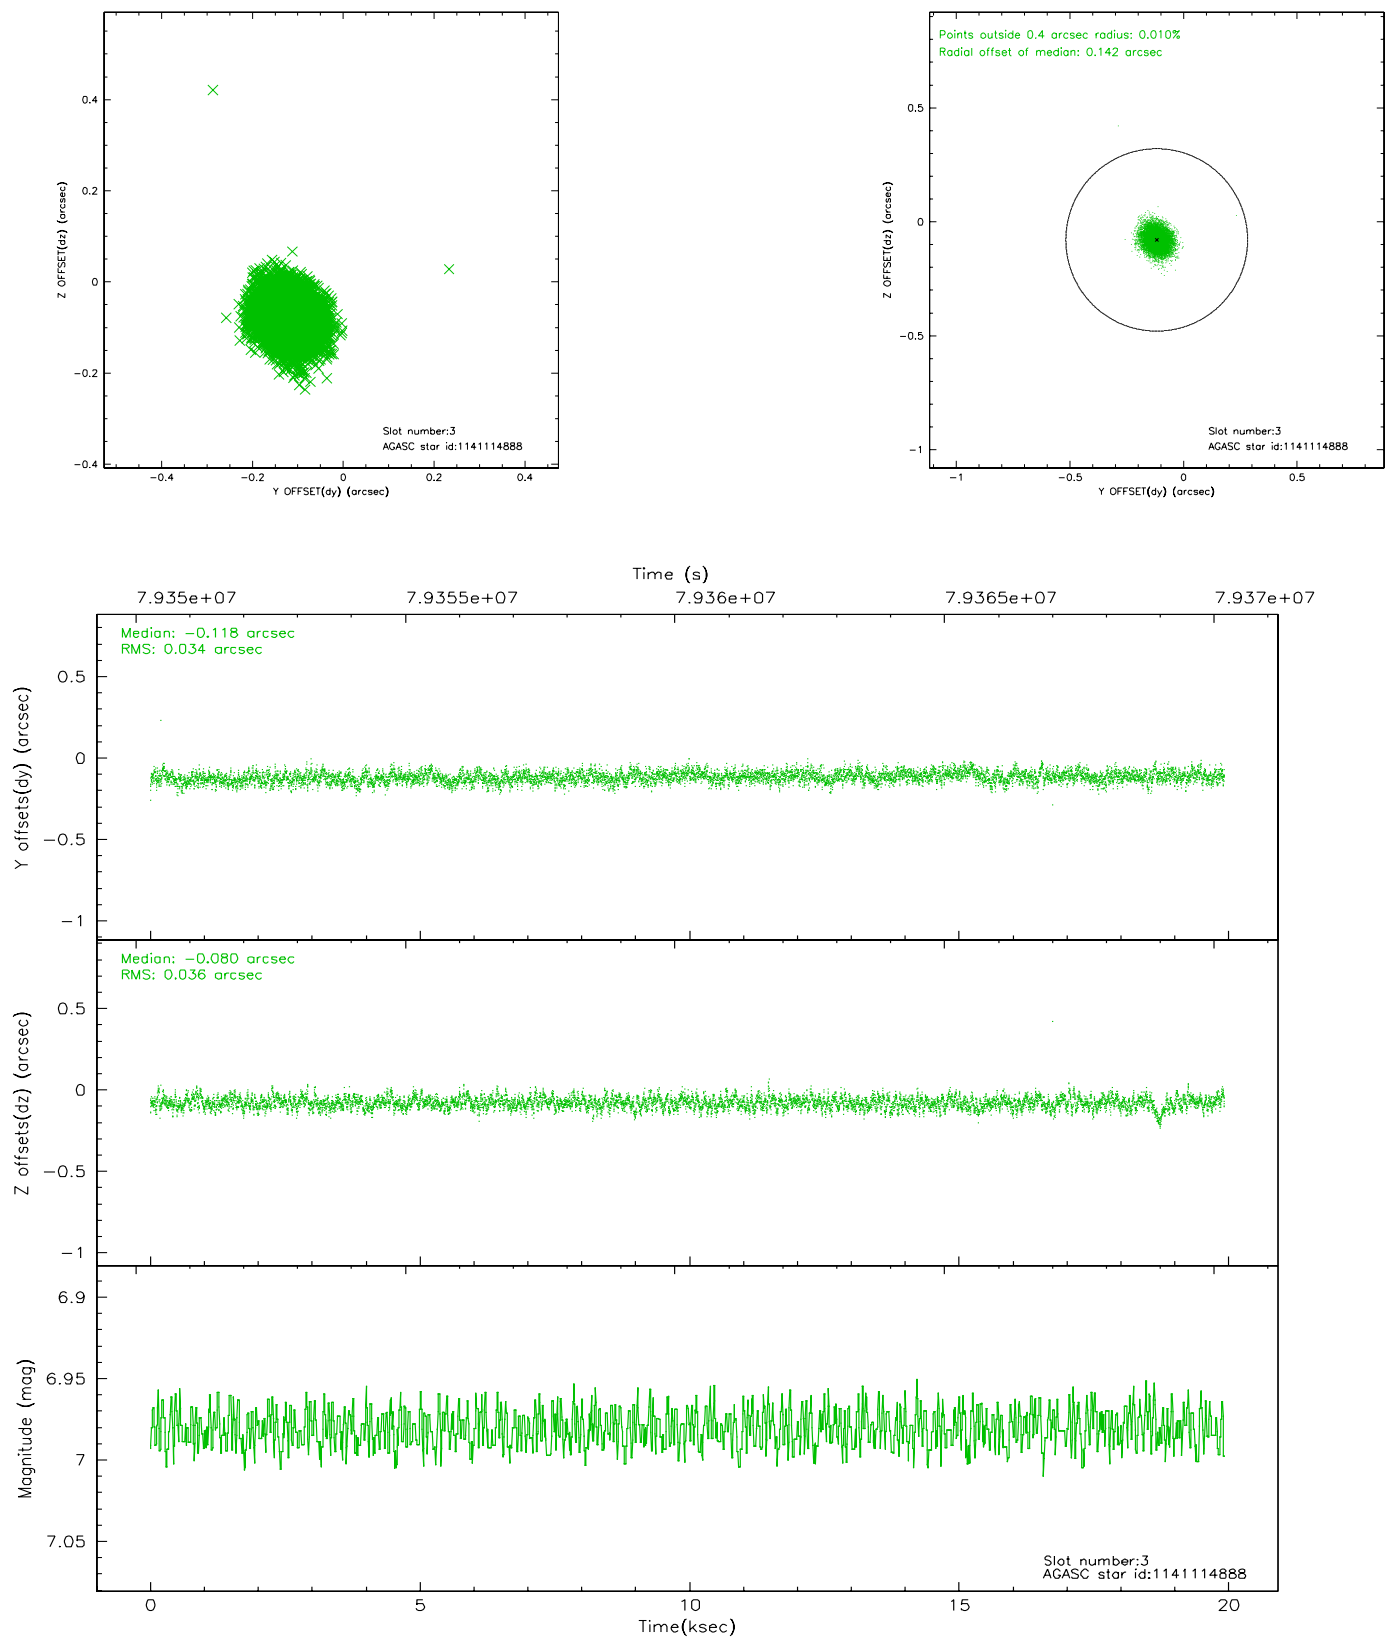 0.4
0.2
0
−0.2
−0.4
Z OFFSET(dz) (arcsec)
Slot number:3
AGASC star id:1141114888
−0.4 −0.2 0 0.2 0.4
Y OFFSET(dy) (arcsec)
Points outside 0.4 arcsec radius: 0.010%
Radial offset of median: 0.142 arcsec
0.5
0
−0.5
−1
Z OFFSET(dz) (arcsec)
Slot number:3
AGASC star id:1141114888
−1 −0.5 0 0.5
Y OFFSET(dy) (arcsec)
Time (s)
7.935e+07 7.9355e+07 7.936e+07 7.9365e+07 7.937e+07
Median: −0.118 arcsec
RMS: 0.034 arcsec
0.5
0
−0.5
−1
Y offsets(dy) (arcsec)
Median: −0.080 arcsec
RMS: 0.036 arcsec
0.5
0
−0.5
−1
Z offsets(dz) (arcsec)
6.9
6.95
7
7.05
Magnitude (mag)
Slot number:3
AGASC star id:1141114888
0 5 10 15 20
Time(ksec)